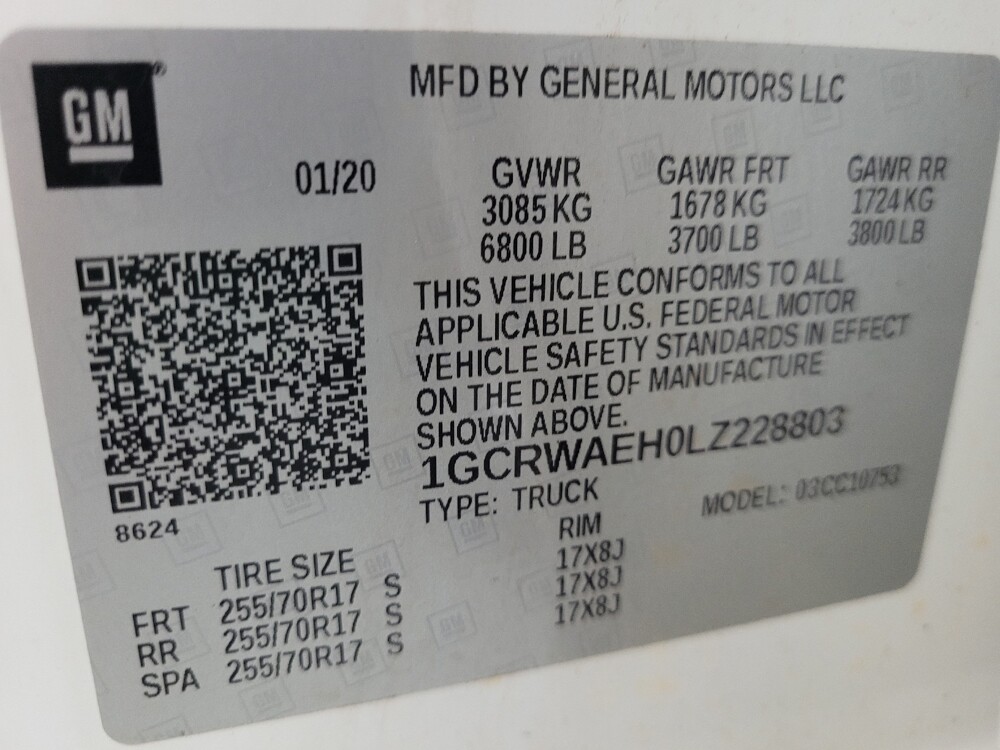 GM
MFD BY GENERAL MOTORS LLC
01/20
GVWR GAWR FRT GAWR RR
3085 KG 1678 KG 1724 KG
6800 LB 3700 LB 3800 LB
THIS VEHICLE CONFORMS TO ALL
APPLICABLE U.S. FEDERAL MOTOR
VEHICLE SAFETY STANDARDS IN EFFECT
ON THE DATE OF MANUFACTURE
SHOWN ABOVE.
1GCRWAEH0LZ228803
TYPE: TRUCK MODEL: 03CC10753
8624
TIRE SIZE RIM
FRT 255/70R17 S 17X8J
RR 255/70R17 S 17X8J
SPA 255/70R17 S 17X8J